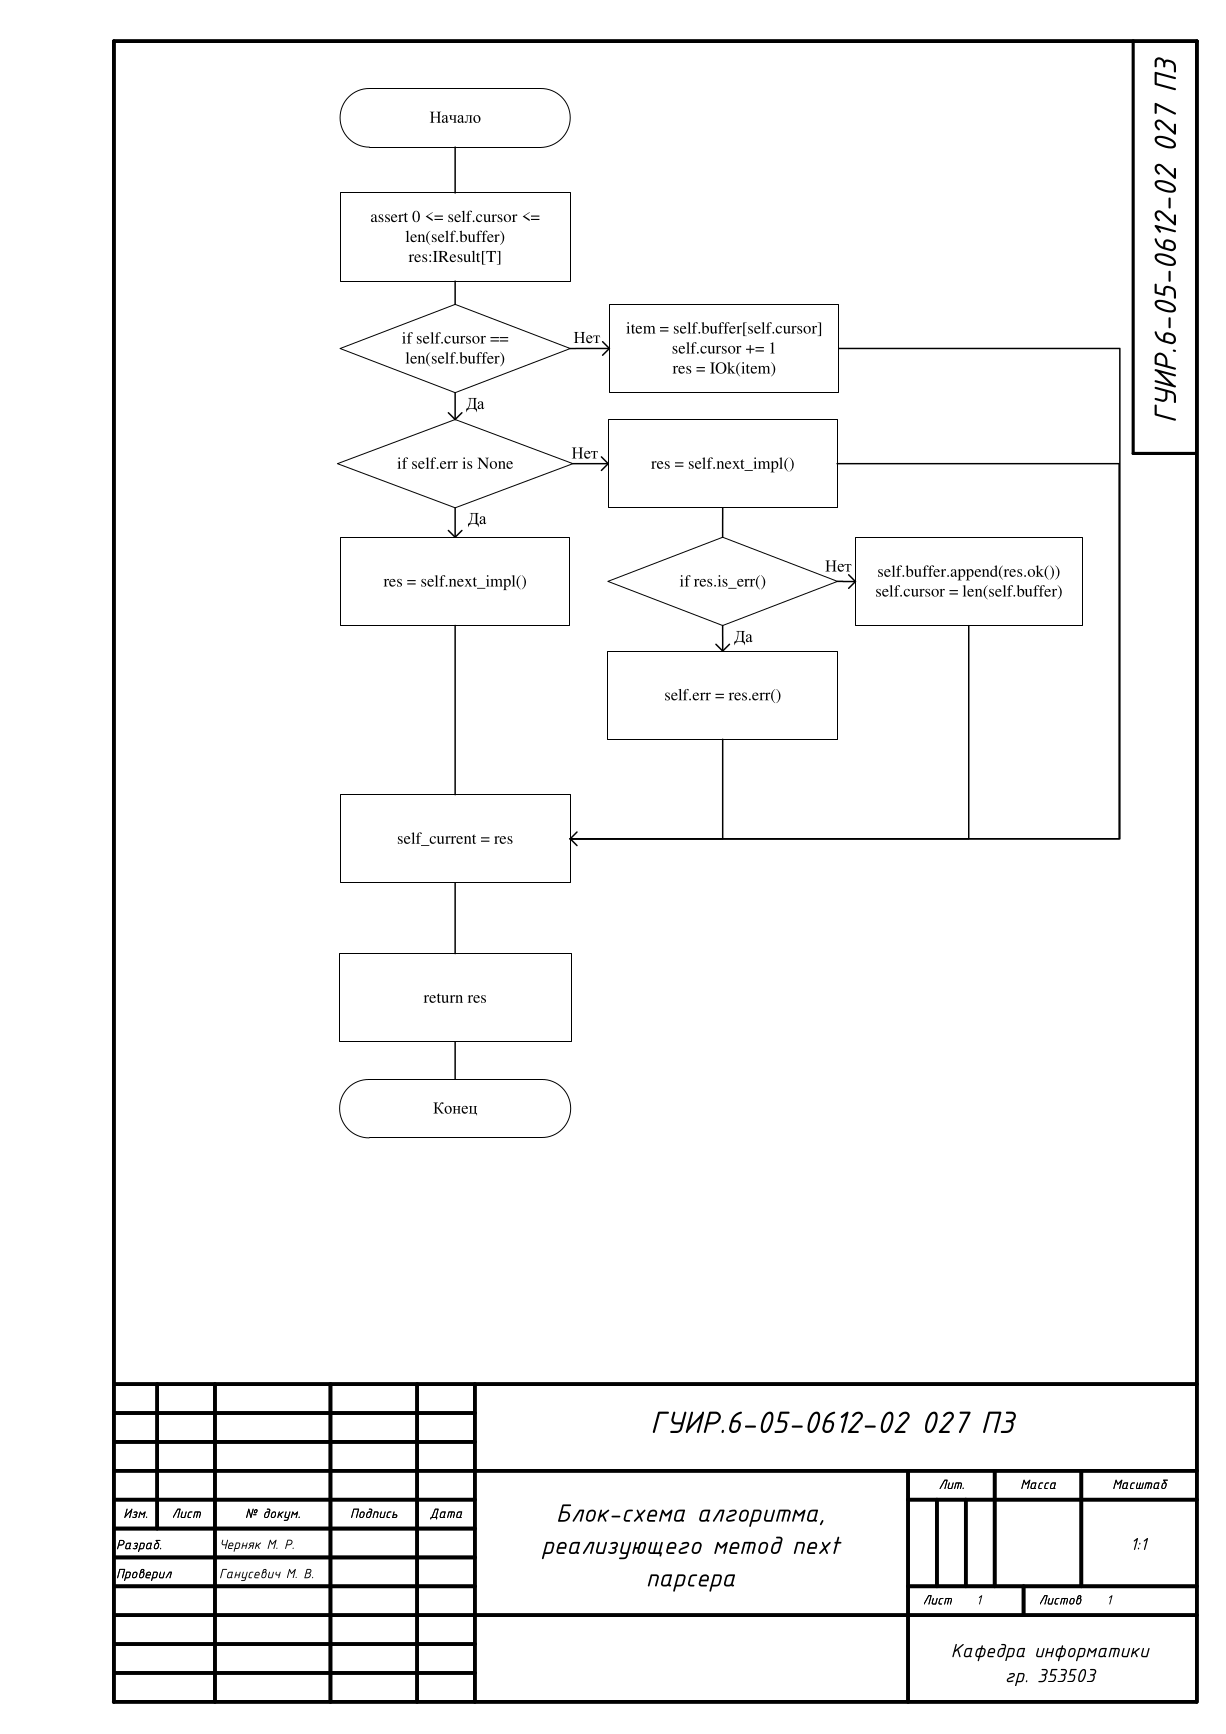 ГУИР.6-05-0612-02 027 ПЗ
Начало
assert 0 <= self.cursor <=
len(self.buffer)
res:IResult[T]
if self.cursor ==
len(self.buffer)
Нет
item = self.buffer[self.cursor]
self.cursor += 1
res = IOk(item)
Да
if self.err is None
Нет
res = self.next_impl()
Да
res = self.next_impl()
if res.is_err()
Нет
self.buffer.append(res.ok())
self.cursor = len(self.buffer)
Да
self.err = res.err()
self_current = res
return res
Конец
ГУИР.6-05-0612-02 027 ПЗ
Изм. Лист № докум. Подпись Дата
Разраб. Черняк М. Р.
Проверил Ганусевич М. В.
Блок-схема алгоритма,
реализующего метод next
парсера
Лит. Масса Масштаб
1:1
Лист 1 Листов 1
Кафедра информатики
гр. 353503